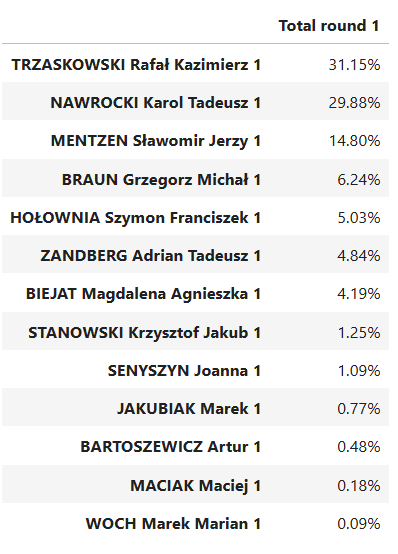 Total round 1
TRZASKOWSKI Rafał Kazimierz 1 31.15%
NAWROCKI Karol Tadeusz 1 29.88%
MENTZEN Sławomir Jerzy 1 14.80%
BRAUN Grzegorz Michał 1 6.24%
HOŁOWNIA Szymon Franciszek 1 5.03%
ZANDBERG Adrian Tadeusz 1 4.84%
BIEJAT Magdalena Agnieszka 1 4.19%
STANOWSKI Krzysztof Jakub 1 1.25%
SENYSZYN Joanna 1 1.09%
JAKUBIAK Marek 1 0.77%
BARTOSZEWICZ Artur 1 0.48%
MACIAK Maciej 1 0.18%
WOCH Marek Marian 1 0.09%